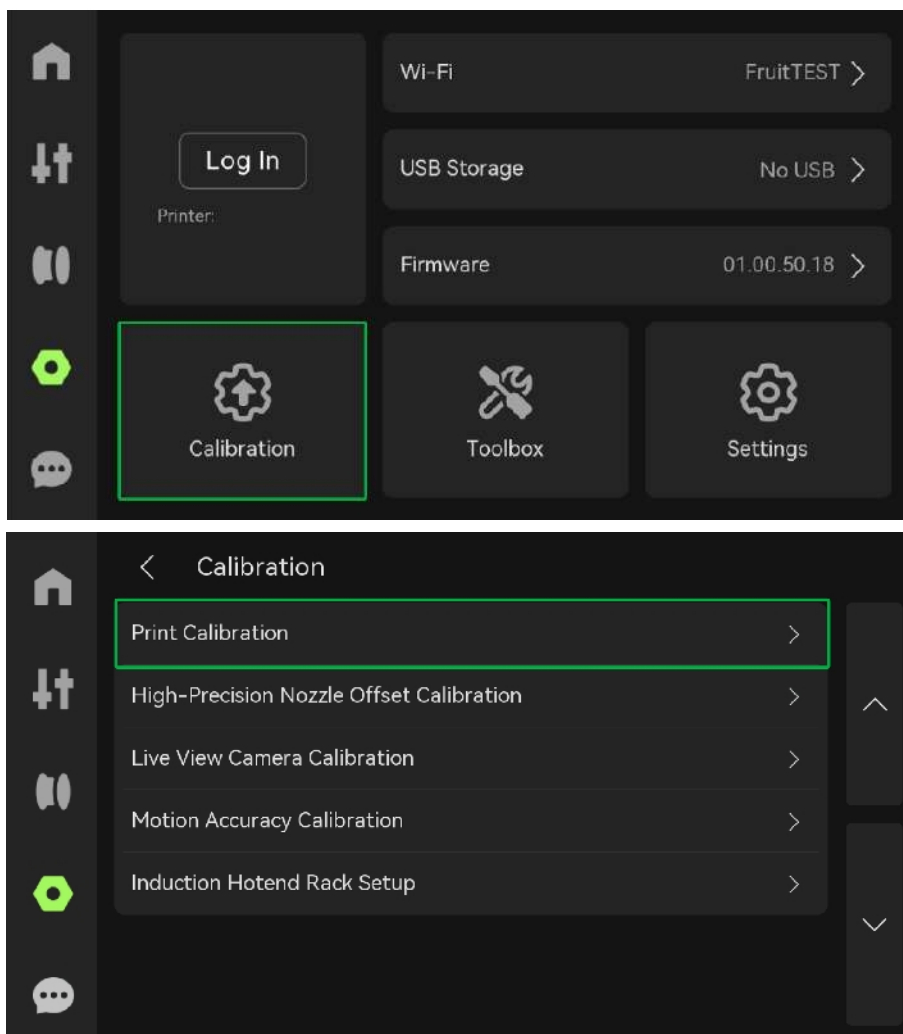 Wi-Fi FruitTEST
Log In
USB Storage No USB
Printer:
Firmware 01.00.50.18
Calibration Toolbox Settings
Calibration
Print Calibration
High-Precision Nozzle Offset Calibration
Live View Camera Calibration
Motion Accuracy Calibration
Induction Hotend Rack Setup